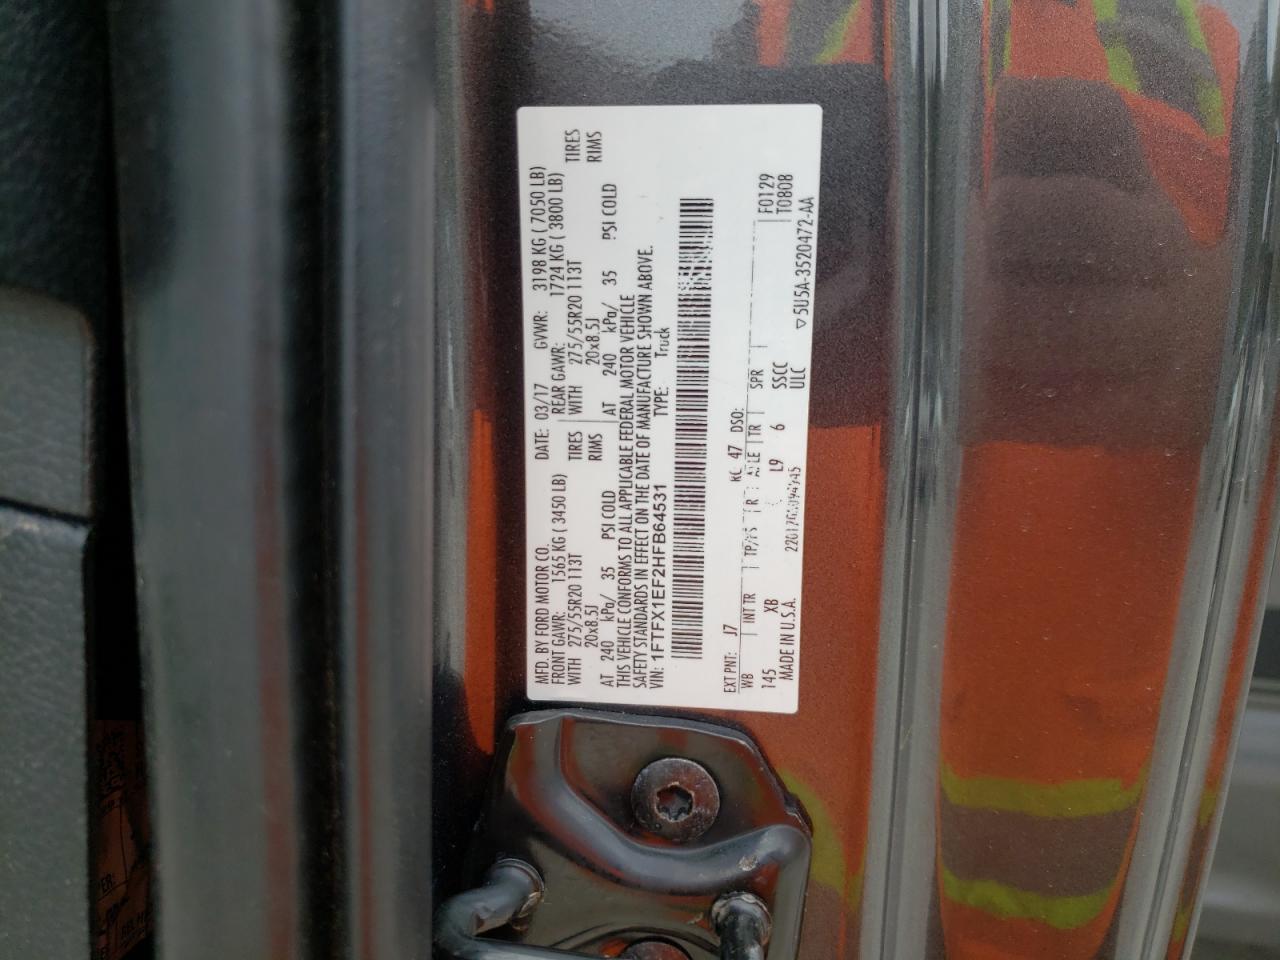 MFD. BY FORD MOTOR CO.
DATE: 03/17 GVWR: 3198 KG ( 7050 LB)
FRONT GAWR: 1565 KG ( 3450 LB) REAR GAWR: 1724 KG ( 3800 LB)
WITH 275/55R20 113T TIRES WITH 275/55R20 113T TIRES
20x8.5J RIMS 20x8.5J RIMS
AT 240 kPa/ 35 PSI COLD AT 240 kPa/ 35 PSI COLD
THIS VEHICLE CONFORMS TO ALL APPLICABLE FEDERAL MOTOR VEHICLE
SAFETY STANDARDS IN EFFECT ON THE DATE OF MANUFACTURE SHOWN ABOVE.
VIN: 1FTFX1EF2HFB64531 TYPE: Truck
EXT PNT: J7 47 DSO:
WB INT TR TP/PS R AXLE TR SPR F0129
145 XB L9 6 SSCC T0808
MADE IN U.S.A. ULC
▽5U5A-3520472-AA